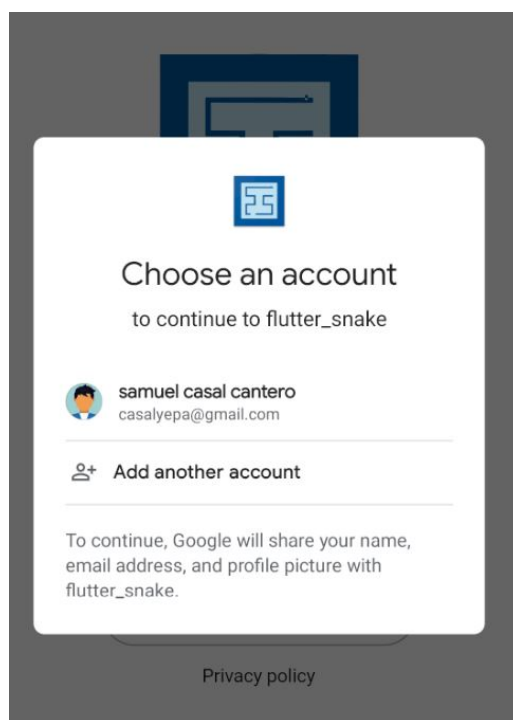 Choose an account
to continue to flutter_snake
samuel casal cantero
casalyepa@gmail.com
Add another account
To continue, Google will share your name,
email address, and profile picture with
flutter_snake.
Privacy policy